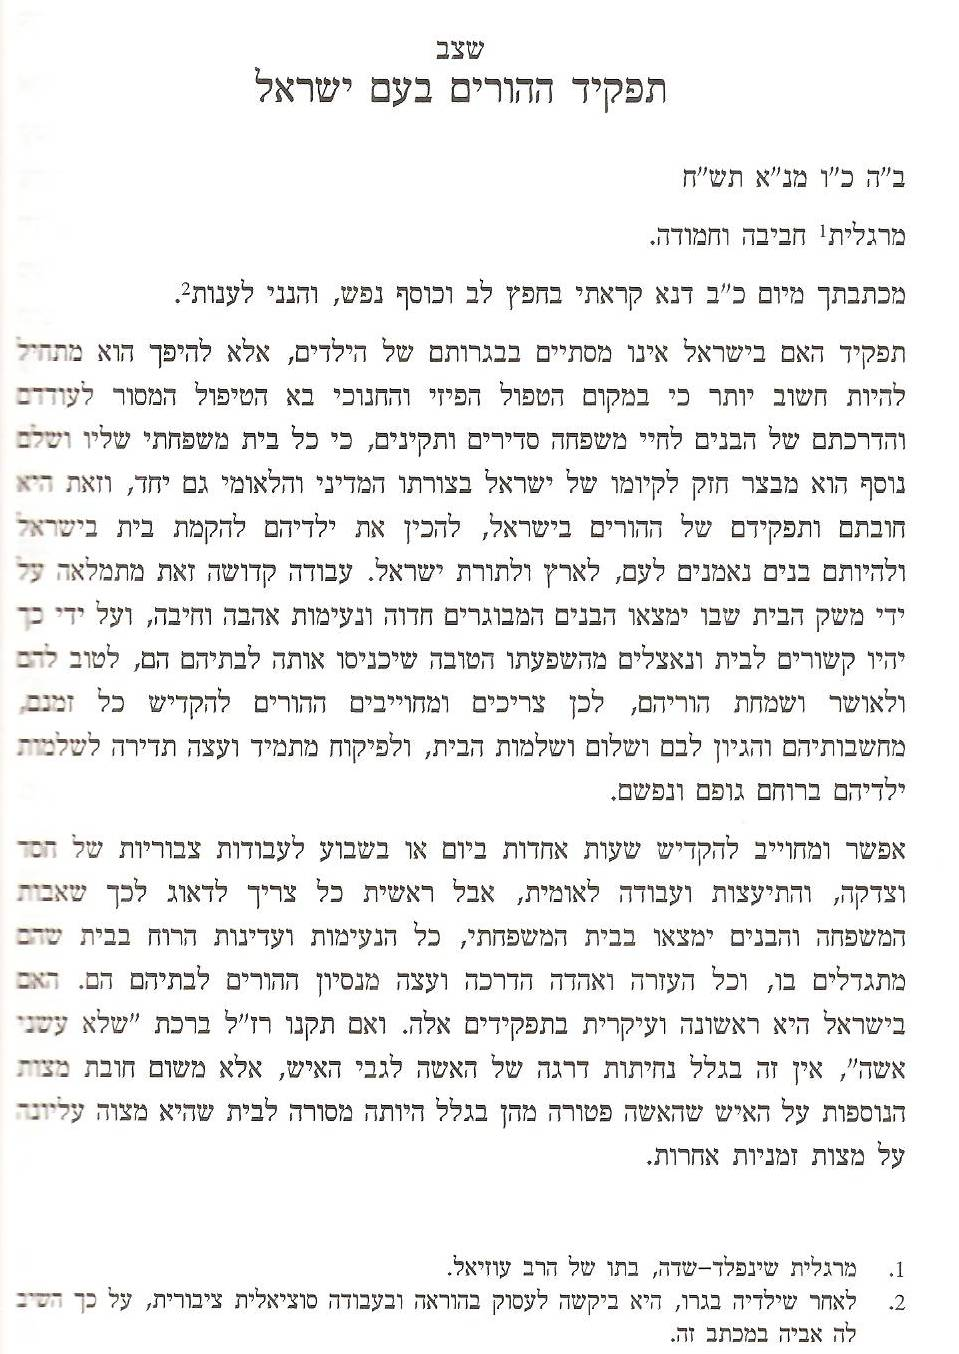 שצב
תפקיד ההורים בעם ישראל
ב״ה כ״ו מנ״א תש״ח
מרגלית1 חביבה וחמודה.
מכתבתך מיום כ״ב דנא קראתי בחפץ לב וכוסף נפש, והנני לענות2.
תפקיד האם בישראל אינו מסתיים בבגרותם של הילדים, אלא להיפך הוא מתחיל
להיות חשוב יותר כי במקום הטפול הפיזי והחנוכי בא הטיפול המסור לעודדם
והדרכתם של הבנים לחיי משפחה סדירים ותקינים, כי כל בית משפחתי שליו ושלם
נוסף הוא מבצר חזק לקיומו של ישראל בצורתו המדיני והלאומי גם יחד, וזאת היא
חובתם ותפקידם של ההורים בישראל, להכין את ילדיהם להקמת בית בישראל
ולהיותם בנים נאמנים לעם, לארץ ולתורת ישראל. עבודה קדושה זאת מתמלאה על
ידי משק הבית שבו ימצאו הבנים המבוגרים חדוה ונעימות אהבה וחיבה, ועל ידי כך
יהיו קשורים לבית ונאצלים מהשפעתו הטובה שיכניסו אותה לבתיהם הם, לטוב להם
ולאושר ושמחת הוריהם, לכן צריכים ומחוייבים ההורים להקדיש כל זמנם,
מחשבותיהם והגיון לבם ושלום ושלמות הבית, ולפיקוח מתמיד ועצה תדירה לשלמות
ילדיהם ברוחם גופם ונפשם.
אפשר ומחוייב להקדיש שעות אחדות ביום או בשבוע לעבודות צבוריות של חסד
וצדקה, והתיעצות ועבודה לאומית, אבל ראשית כל צריך לדאוג לכך שאבות
המשפחה והבנים ימצאו בבית המשפחתי, כל הנעימות ועדינות הרוח בבית שהם
מתגדלים בו, וכל העזרה ואהדה הדרכה ועצה מנסיון ההורים לבתיהם הם. האם
בישראל היא ראשונה ועיקרית בתפקידים אלה. ואם תקנו רז״ל ברכת ״שלא עשני
אשה״, אין זה בגלל נחיתות דרגה של האשה לגבי האיש, אלא משום חובת מצות
הנוספות על האיש שהאשה פטורה מהן בגלל היותה מסורה לבית שהיא מצוה עליונה
על מצות זמניות אחרות.
1. מרגלית שינפלד–שדה, בתו של הרב עוזיאל.
2. לאחר שילדיה בגרו, היא ביקשה לעסוק בהוראה ובעבודה סוציאלית ציבורית, על כך השיב
לה אביה במכתב זה.